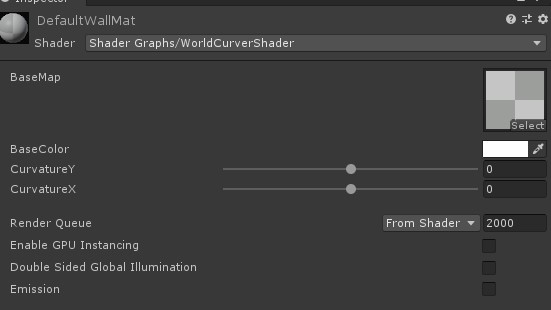 Inspector
DefaultWallMat
Shader Shader Graphs/WorldCurverShader
BaseMap
Select
BaseColor
CurvatureY 0
CurvatureX 0
Render Queue From Shader 2000
Enable GPU Instancing
Double Sided Global Illumination
Emission